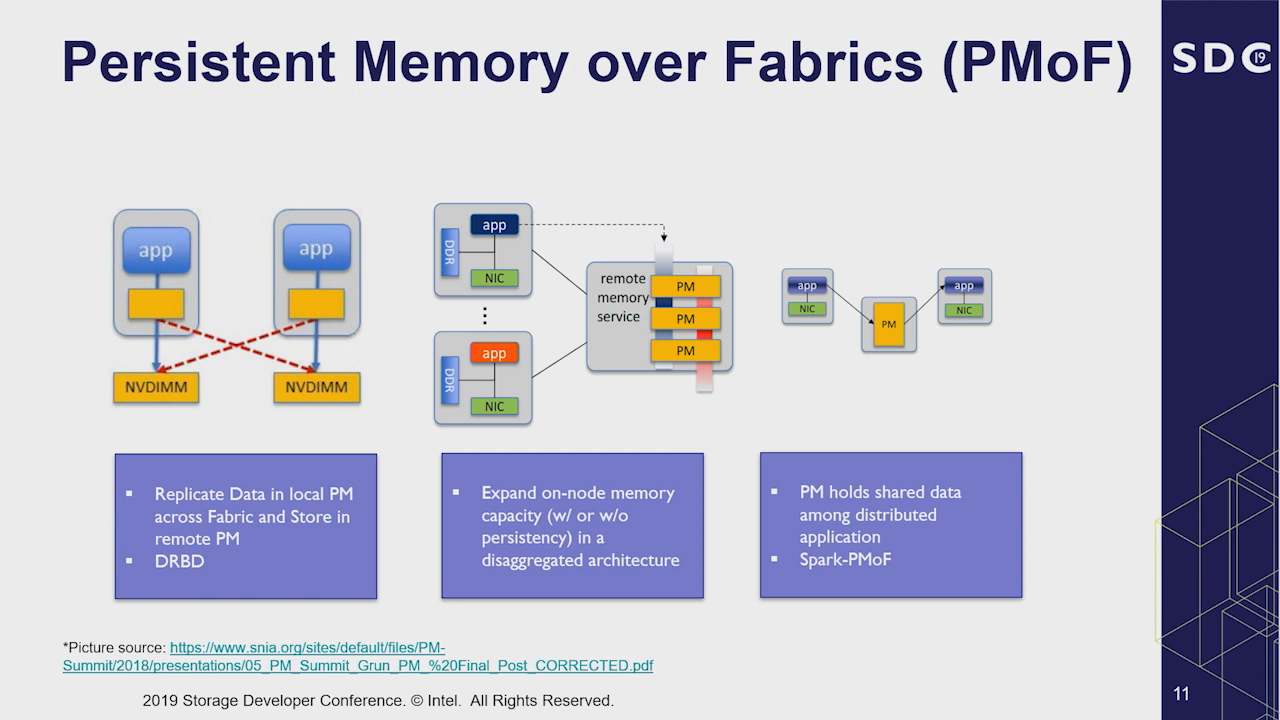 Persistent Memory over Fabrics (PMoF)
SDC 19
app
app
NVDIMM
NVDIMM
app
DDR
NIC
app
DDR
NIC
remote
memory
service
PM
PM
PM
app
NIC
PM
app
NIC
▪ Replicate Data in local PM
across Fabric and Store in
remote PM
▪ DRBD
▪ Expand on-node memory
capacity (w/ or w/o
persistency) in a
disaggregated architecture
▪ PM holds shared data
among distributed
application
▪ Spark-PMoF
*Picture source: https://www.snia.org/sites/default/files/PM-
Summit/2018/presentations/05_PM_Summit_Grun_PM_%20Final_Post_CORRECTED.pdf
2019 Storage Developer Conference. © Intel. All Rights Reserved.
11